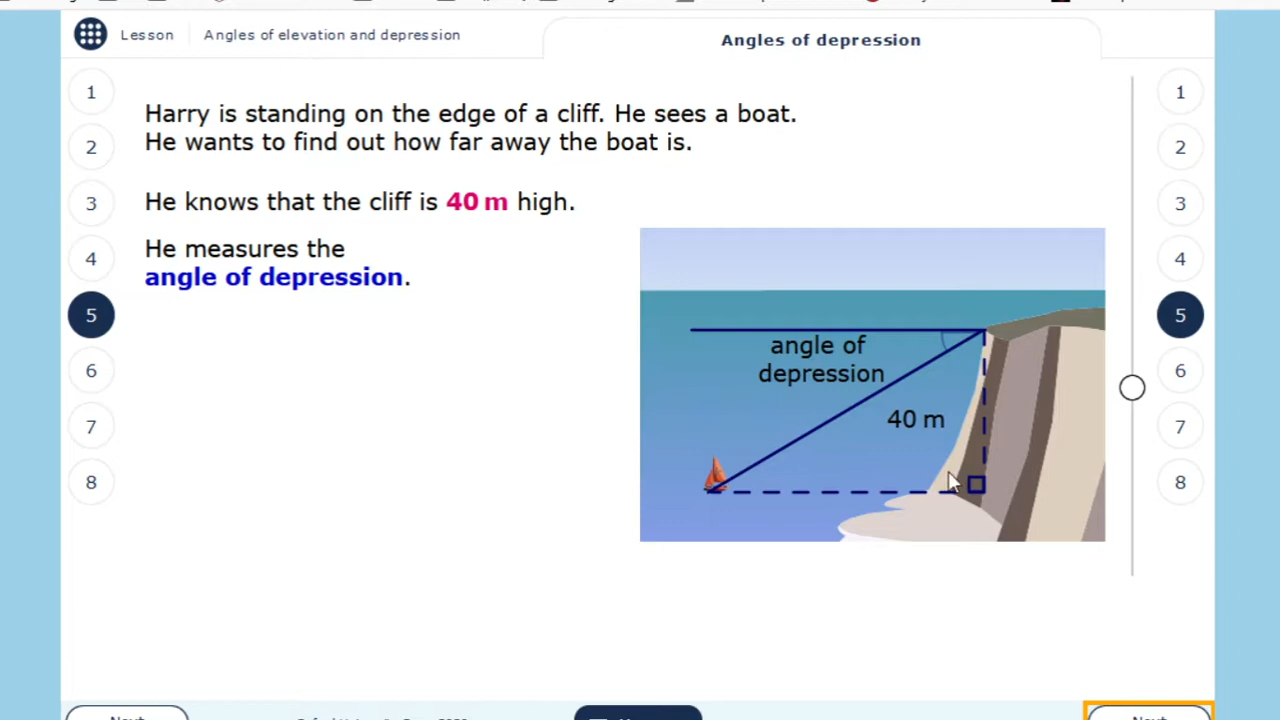 Lesson
Angles of elevation and depression
Angles of depression
1
2
3
4
5
6
7
8
Harry is standing on the edge of a cliff. He sees a boat.
He wants to find out how far away the boat is.
He knows that the cliff is 40 m high.
He measures the
angle of depression.
angle of
depression
40 m
1
2
3
4
5
6
7
8